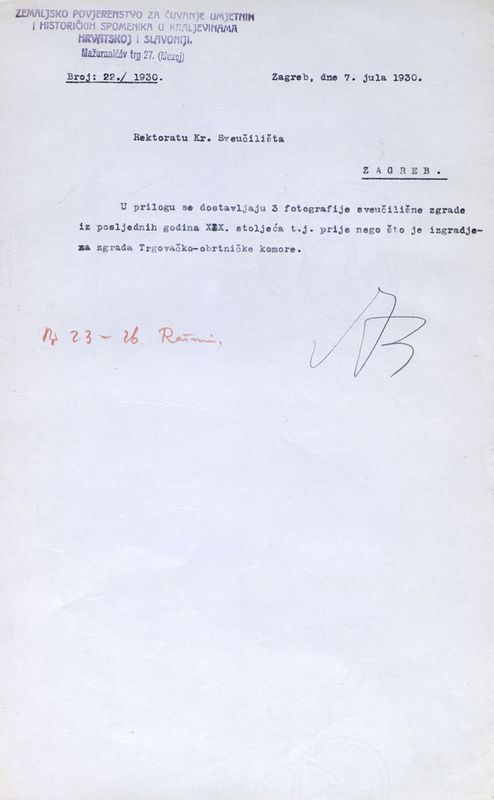 ZEMALJSKO POVJERENSTVO ZA ČUVANJE UMJETNIH
I HISTORIČKIH SPOMENIKA U KRALJEVINAMA
HRVATSKOJ I SLAVONIJI.
Mažuranićev trg 27. (Muzej)
Broj: 22./ 1930.
Zagreb, dne 7. jula 1930.
Rektoratu Kr. Sveučilišta
ZAGREB.
U prilogu se dostavljaju 3 fotografije sveučilišne zgrade
iz posljednih godina XIX. stoljeća t.j. prije nego što je izgradje-
na zgrada Trgovačko-obrtničke komore.
23 - 26.